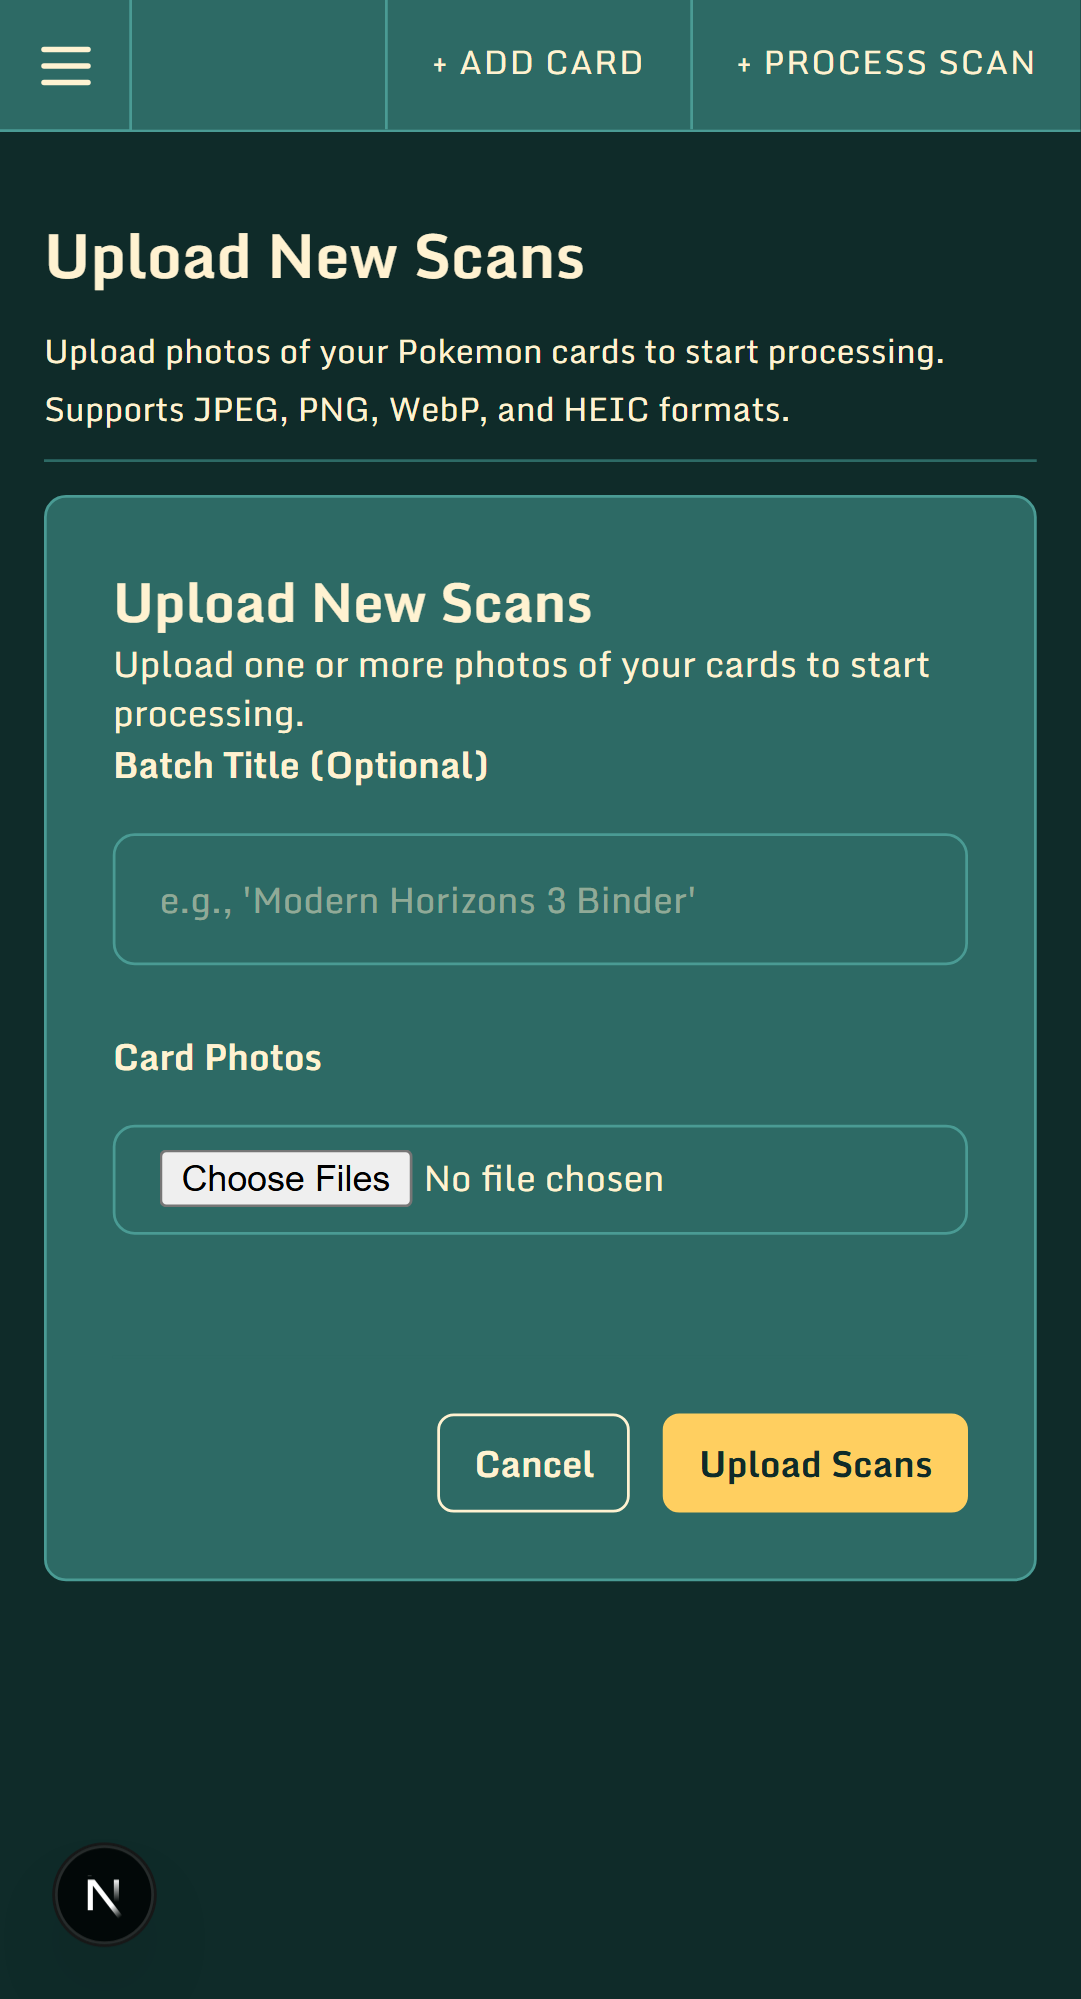 + ADD CARD
+ PROCESS SCAN
Upload New Scans
Upload photos of your Pokemon cards to start processing.
Supports JPEG, PNG, WebP, and HEIC formats.
Upload New Scans
Upload one or more photos of your cards to start
processing.
Batch Title (Optional)
e.g., 'Modern Horizons 3 Binder'
Card Photos
Choose Files No file chosen
Cancel
Upload Scans
N